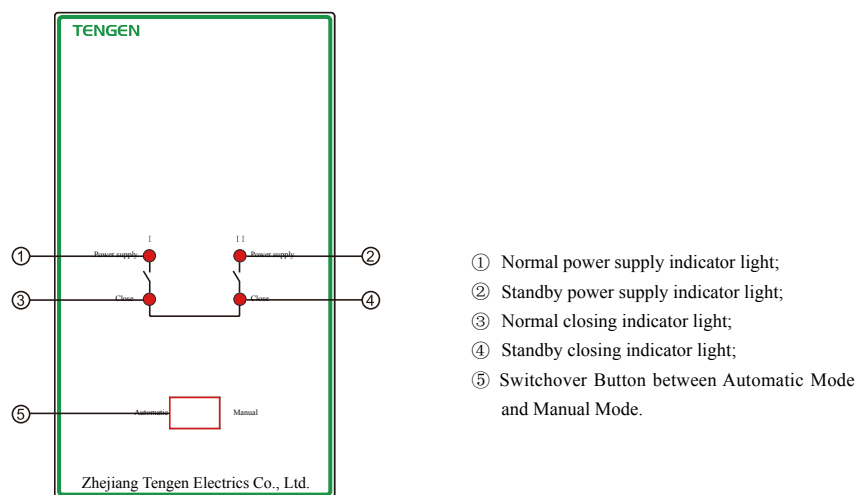 TENGEN
I II
① Power supply Power supply ②
③ Close Close ④
⑤ Automatic Manual
Zhejiang Tengen Electrics Co., Ltd.
① Normal power supply indicator light;
② Standby power supply indicator light;
③ Normal closing indicator light;
④ Standby closing indicator light;
⑤ Switchover Button between Automatic Mode
and Manual Mode.